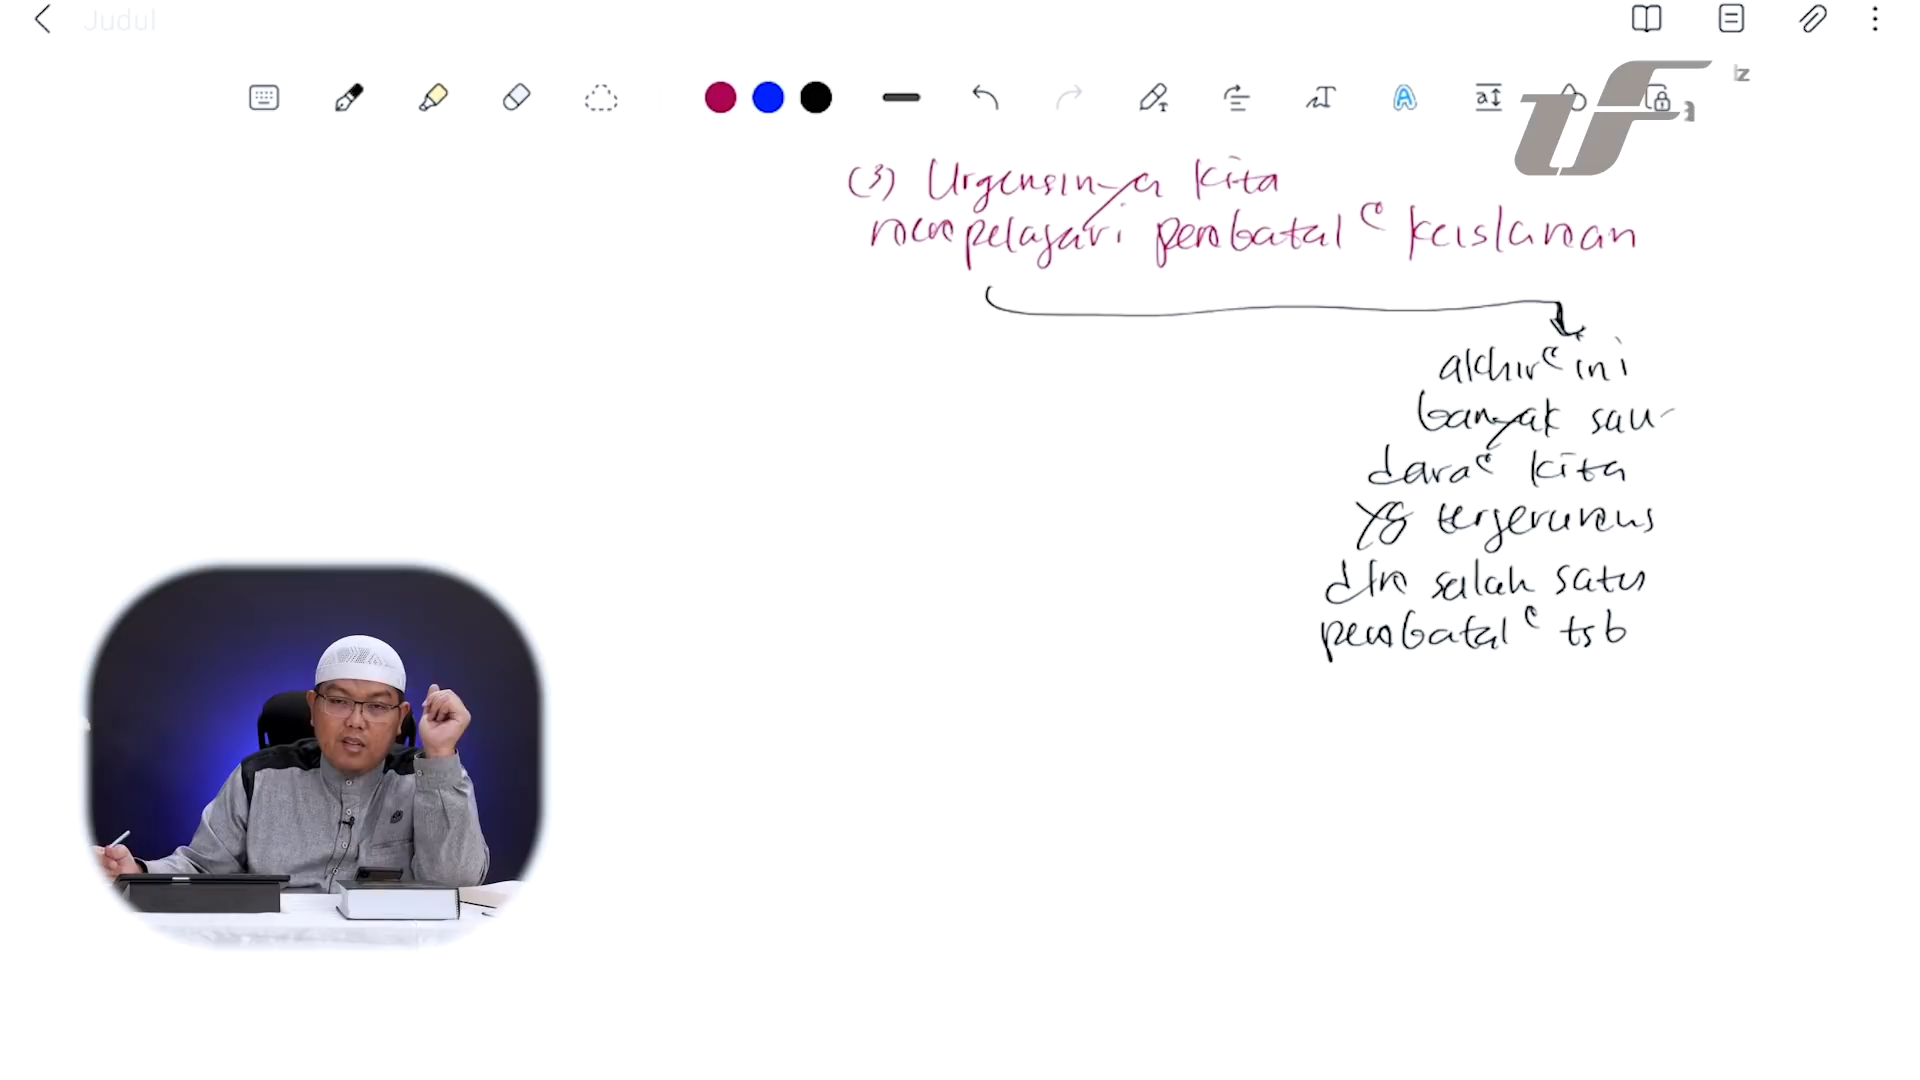 Judul
(3) Urgensinya kita
mempelajari pembatal² keislaman
akhir² ini
banyak sau-
dara² kita
yg terjerumus
dlm salah satu
pembatal² tsb